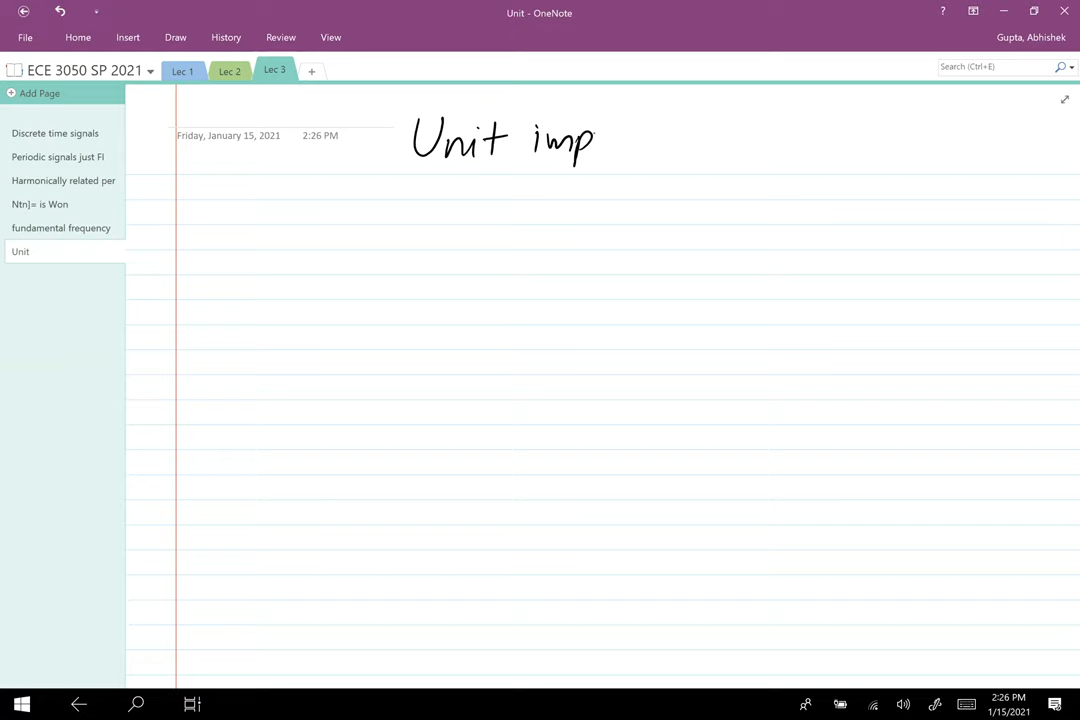 Unit - OneNote
?
File Home Insert Draw History Review View
Gupta, Abhishek
ECE 3050 SP 2021
Lec 1
Lec 2
Lec 3
+
Search (Ctrl+E)
+ Add Page
Discrete time signals
Periodic signals just FI
Harmonically related per
Ntn]= is Won
fundamental frequency
Unit
Friday, January 15, 2021 2:26 PM
Unit imp
2:26 PM
1/15/2021